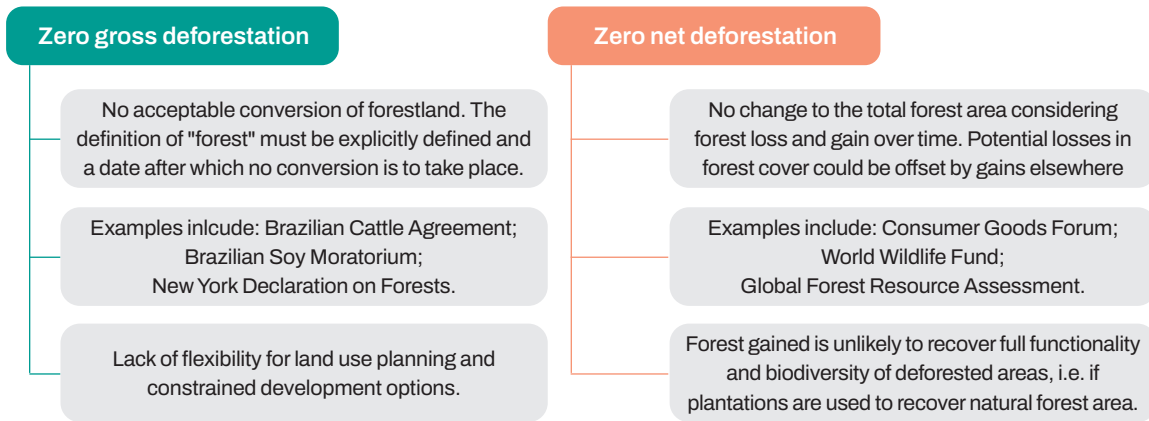 Zero gross deforestation
No acceptable conversion of forestland. The
definition of "forest" must be explicitly defined and
a date after which no conversion is to take place.
Examples inlcude: Brazilian Cattle Agreement;
Brazilian Soy Moratorium;
New York Declaration on Forests.
Lack of flexibility for land use planning and
constrained development options.
Zero net deforestation
No change to the total forest area considering
forest loss and gain over time. Potential losses in
forest cover could be offset by gains elsewhere
Examples include: Consumer Goods Forum;
World Wildlife Fund;
Global Forest Resource Assessment.
Forest gained is unlikely to recover full functionality
and biodiversity of deforested areas, i.e. if
plantations are used to recover natural forest area.